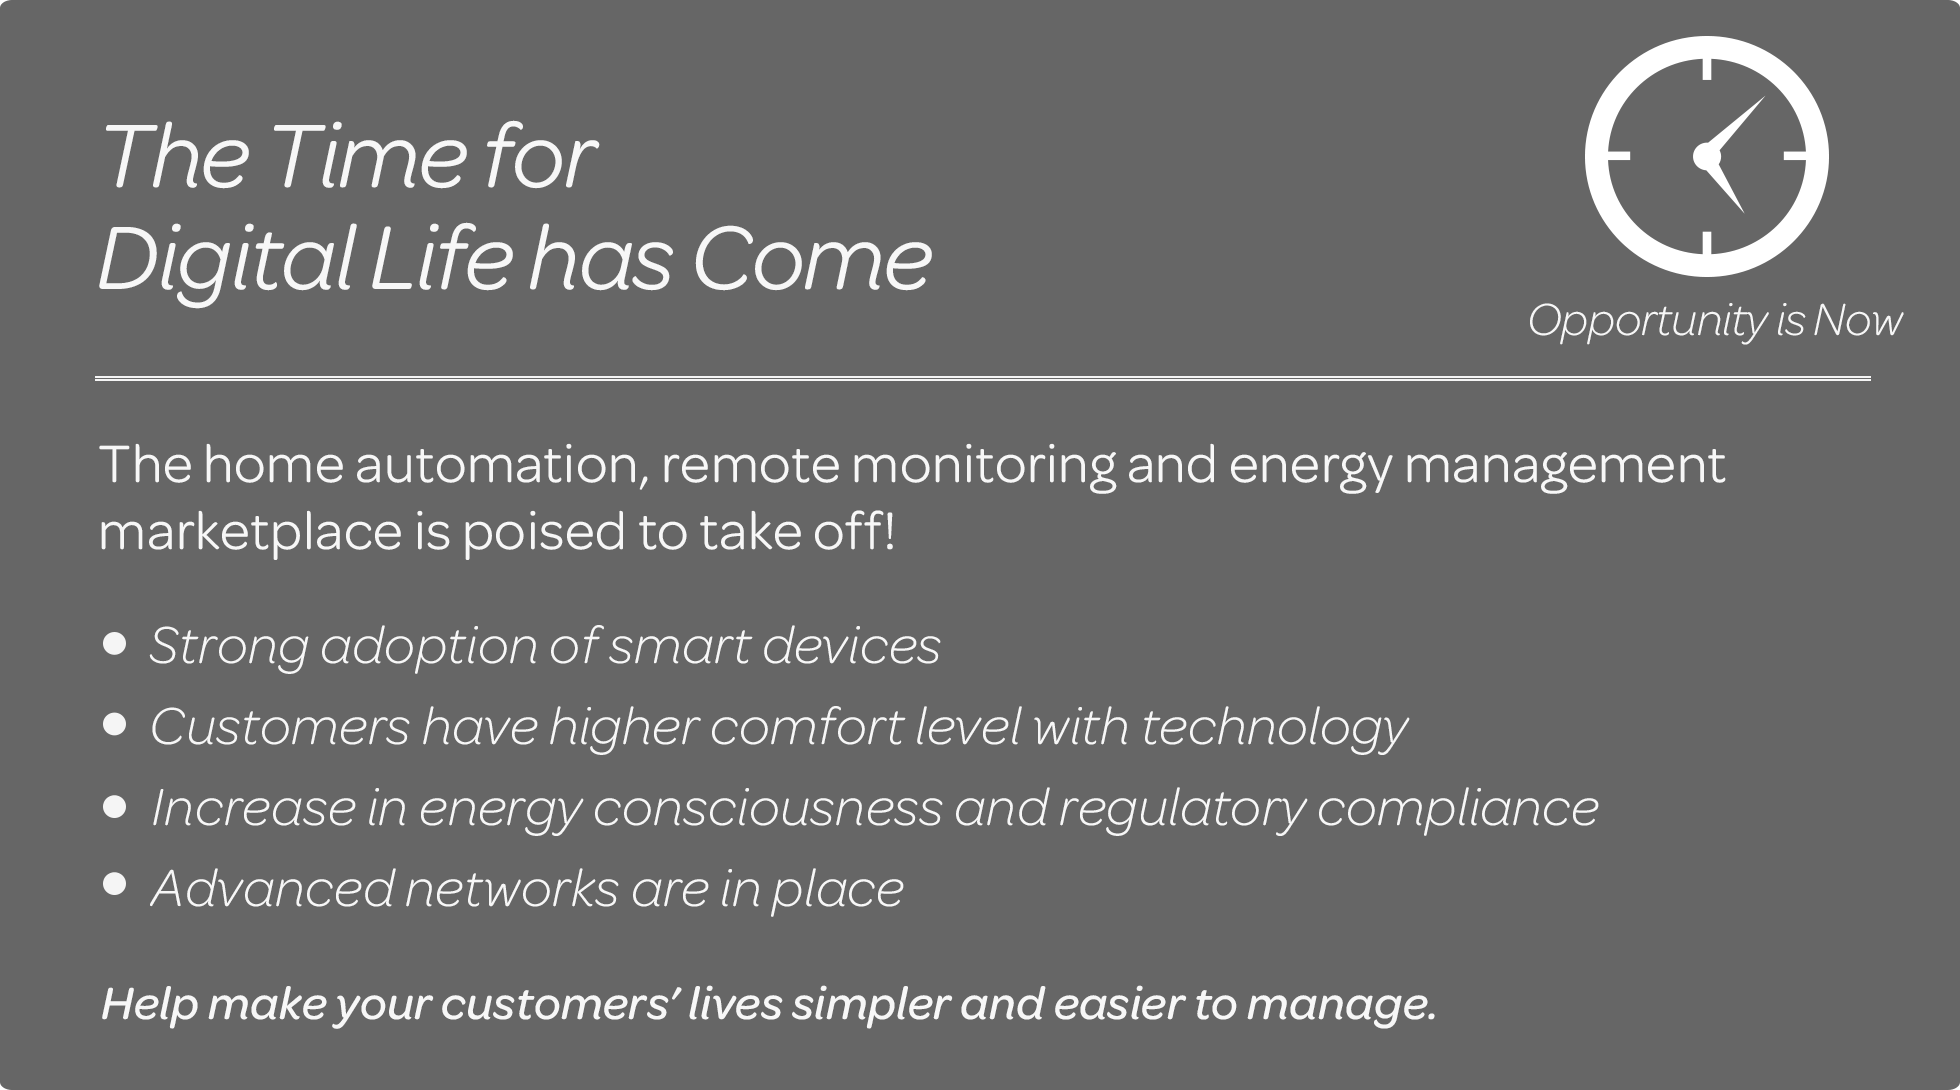 The Time for
Digital Life has Come
Opportunity is Now
The home automation, remote monitoring and energy management
marketplace is poised to take off!
● Strong adoption of smart devices
● Customers have higher comfort level with technology
● Increase in energy consciousness and regulatory compliance
● Advanced networks are in place
Help make your customers’ lives simpler and easier to manage.